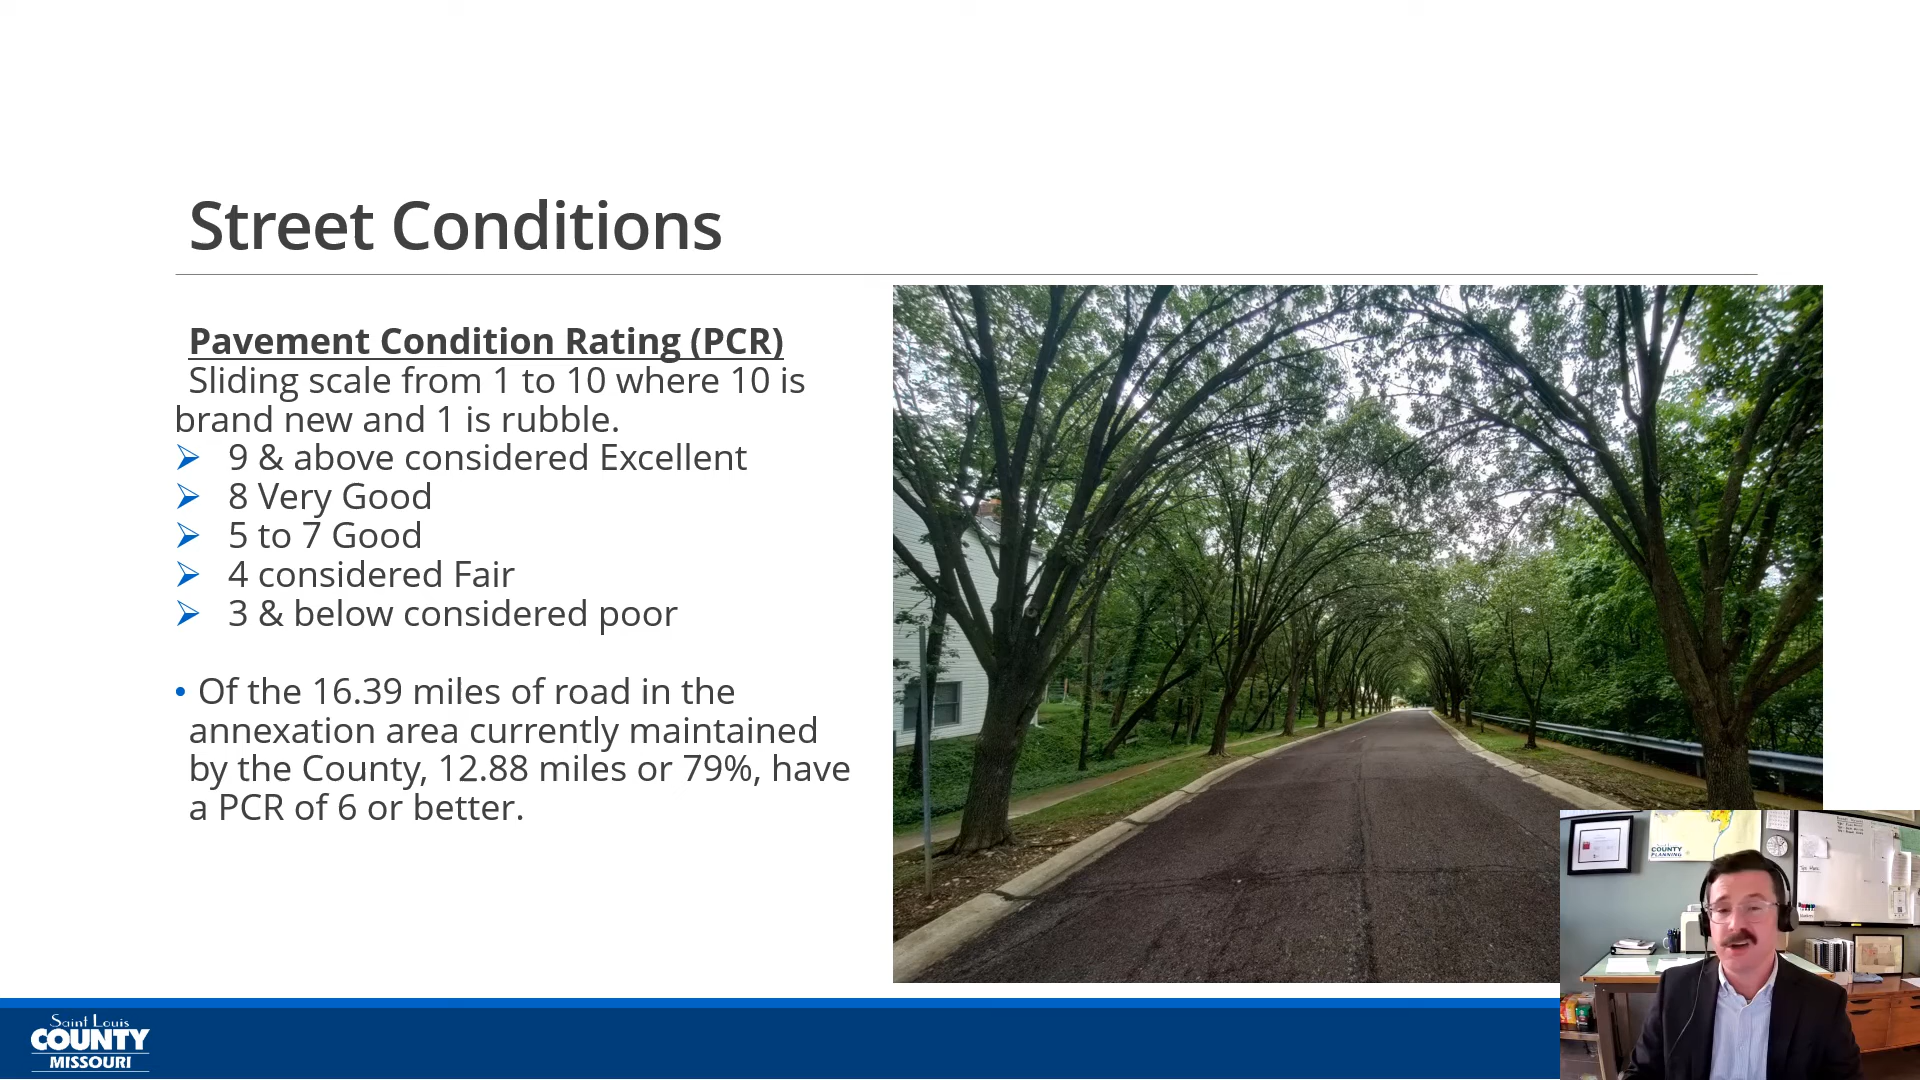 Street Conditions
Pavement Condition Rating (PCR)
Sliding scale from 1 to 10 where 10 is
brand new and 1 is rubble.
9 & above considered Excellent
8 Very Good
5 to 7 Good
4 considered Fair
3 & below considered poor
Of the 16.39 miles of road in the
annexation area currently maintained
by the County, 12.88 miles or 79%, have
a PCR of 6 or better.
COUNTY
PLANNING
Saint Louis
COUNTY
MISSOURI